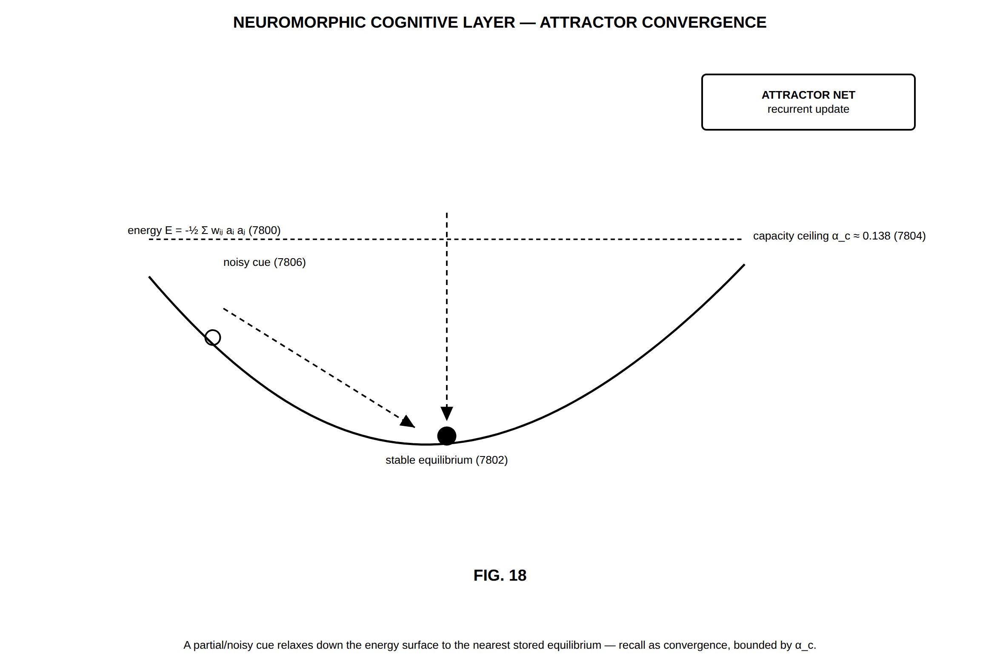 NEUROMORPHIC COGNITIVE LAYER — ATTRACTOR CONVERGENCE
ATTRACTOR NET
recurrent update
energy E = -½ Σ wᵢⱼ aᵢ aⱼ (7800)
capacity ceiling α_c ≈ 0.138 (7804)
noisy cue (7806)
stable equilibrium (7802)
FIG. 18
A partial/noisy cue relaxes down the energy surface to the nearest stored equilibrium — recall as convergence, bounded by α_c.